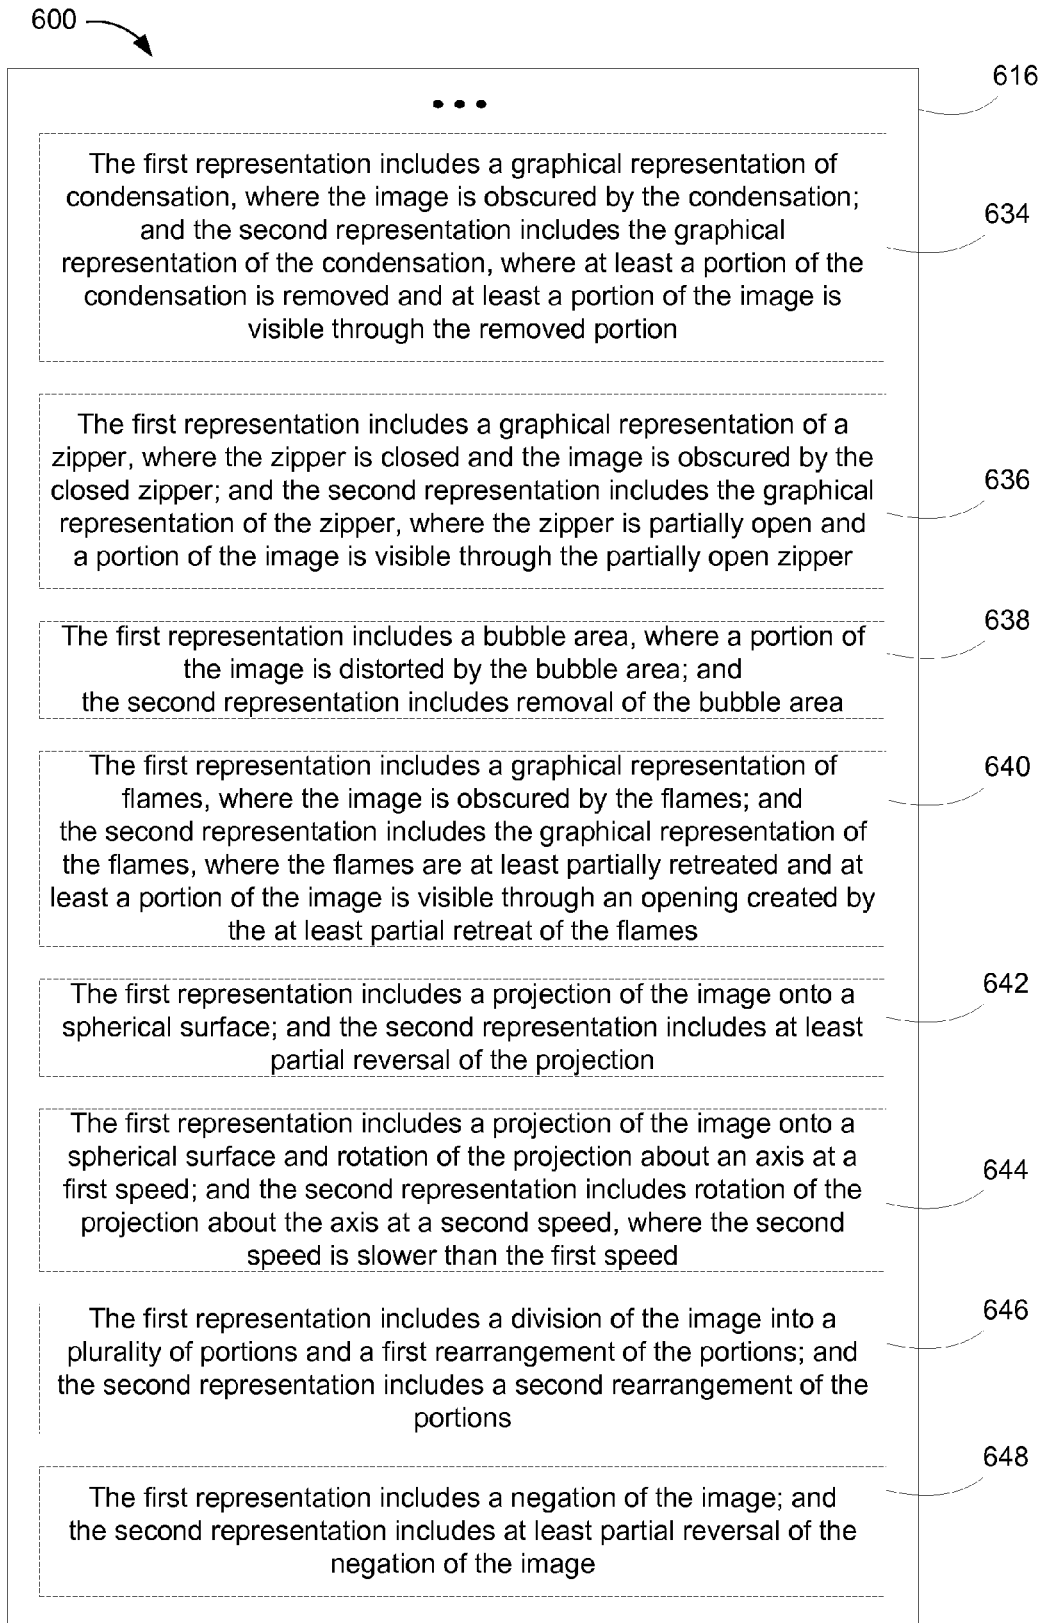 600
616
...
The first representation includes a graphical representation of
condensation, where the image is obscured by the condensation;
and the second representation includes the graphical
representation of the condensation, where at least a portion of the
condensation is removed and at least a portion of the image is
visible through the removed portion
634
The first representation includes a graphical representation of a
zipper, where the zipper is closed and the image is obscured by the
closed zipper; and the second representation includes the graphical
representation of the zipper, where the zipper is partially open and
a portion of the image is visible through the partially open zipper
636
The first representation includes a bubble area, where a portion of
the image is distorted by the bubble area; and
the second representation includes removal of the bubble area
638
The first representation includes a graphical representation of
flames, where the image is obscured by the flames; and
the second representation includes the graphical representation of
the flames, where the flames are at least partially retreated and at
least a portion of the image is visible through an opening created by
the at least partial retreat of the flames
640
The first representation includes a projection of the image onto a
spherical surface; and the second representation includes at least
partial reversal of the projection
642
The first representation includes a projection of the image onto a
spherical surface and rotation of the projection about an axis at a
first speed; and the second representation includes rotation of the
projection about the axis at a second speed, where the second
speed is slower than the first speed
644
The first representation includes a division of the image into a
plurality of portions and a first rearrangement of the portions; and
the second representation includes a second rearrangement of the
portions
646
The first representation includes a negation of the image; and
the second representation includes at least partial reversal of the
negation of the image
648